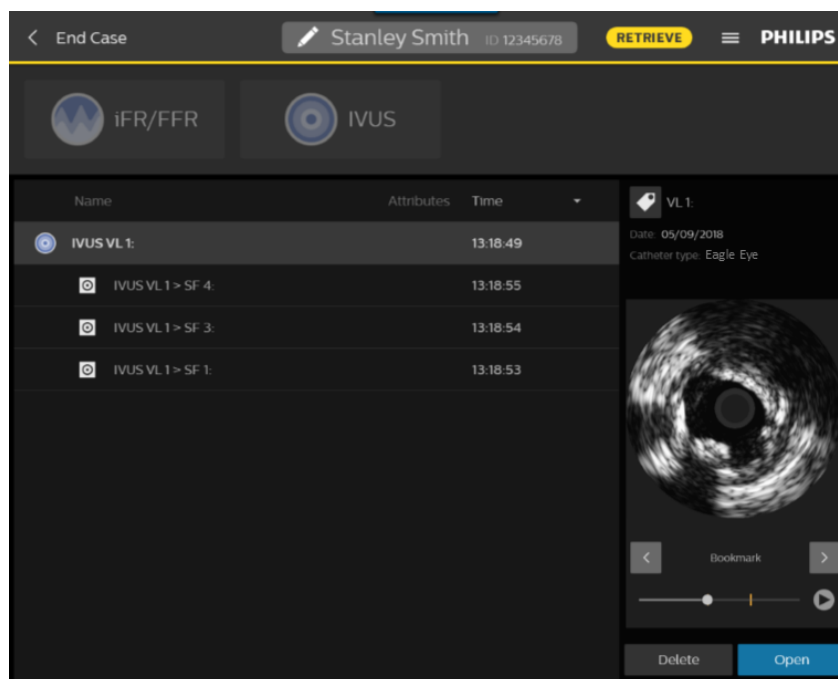 End Case
Stanley Smith ID 12345678
RETRIEVE
PHILIPS
iFR/FFR
IVUS
Name Attributes Time
IVUS VL 1: 13:18:49
IVUS VL 1 > SF 4: 13:18:55
IVUS VL 1 > SF 3: 13:18:54
IVUS VL 1 > SF 1: 13:18:53
VL 1:
Date: 05/09/2018
Catheter type: Eagle Eye
Bookmark
Delete
Open